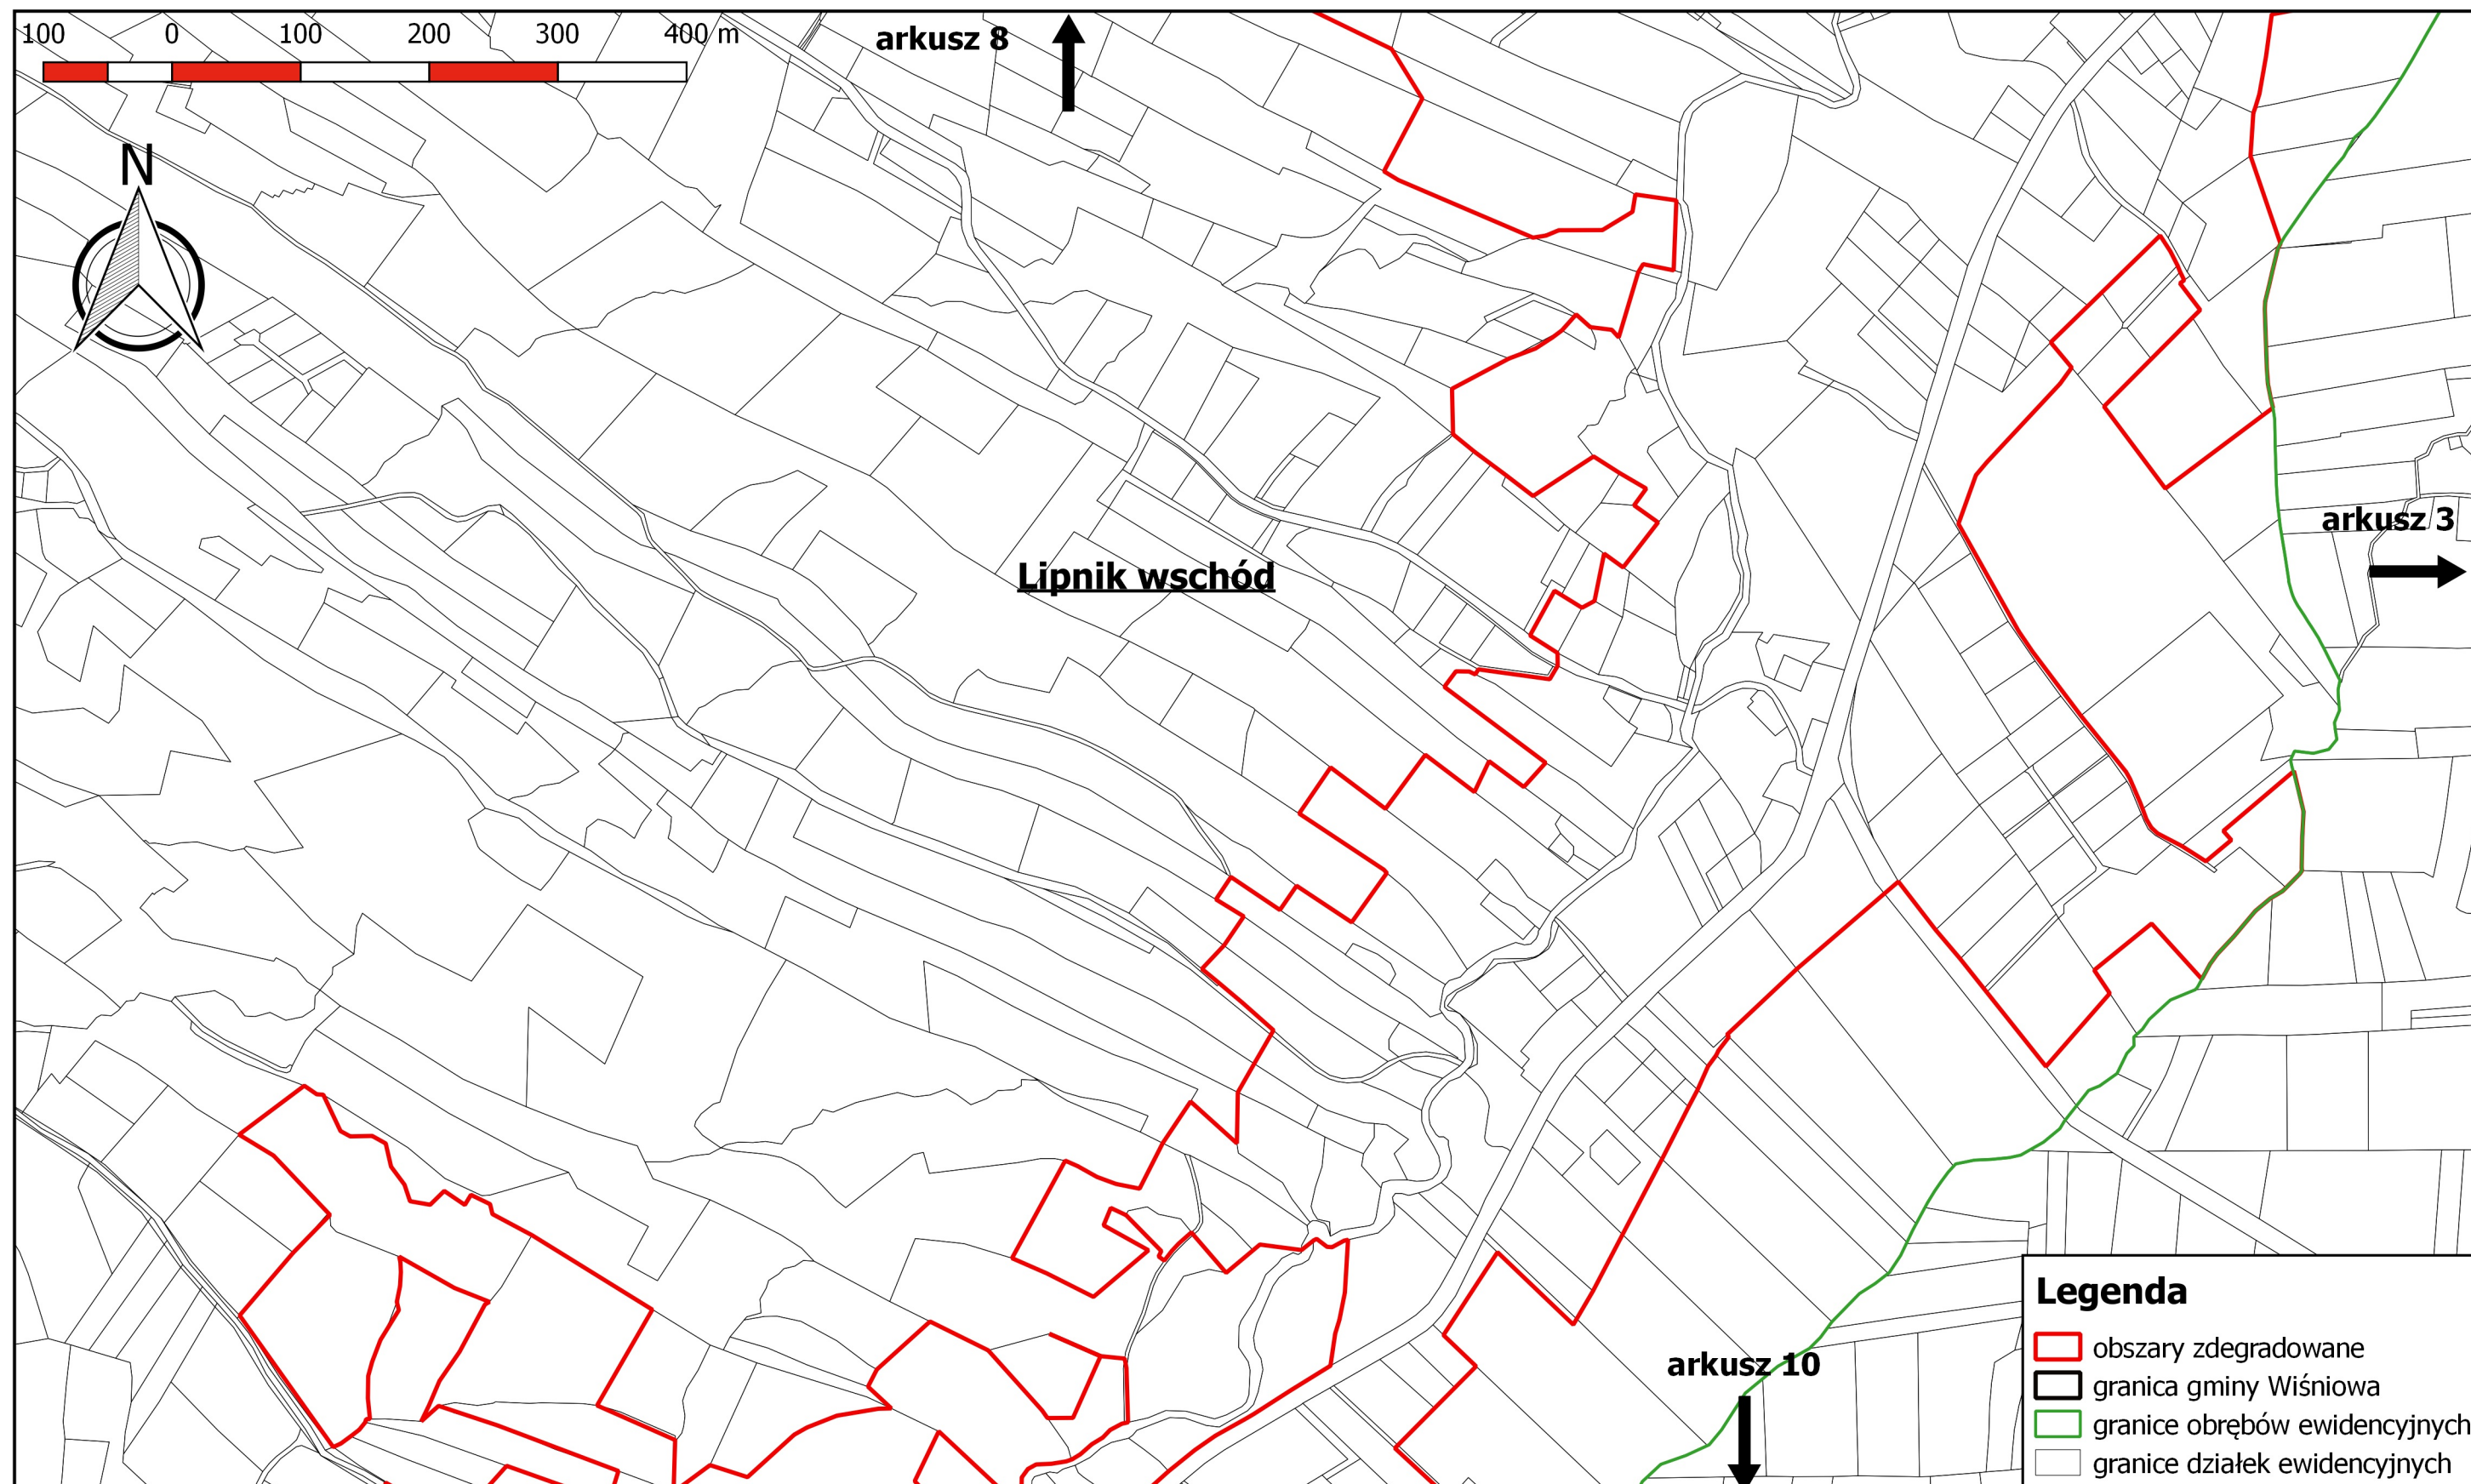 100 0 100 200 300 400 m
arkusz 8
N
arkusz 3
Lipnik wschód
arkusz 10
Legenda
obszary zdegradowane
granica gminy Wiśniowa
granice obrębów ewidencyjnych
granice działek ewidencyjnych